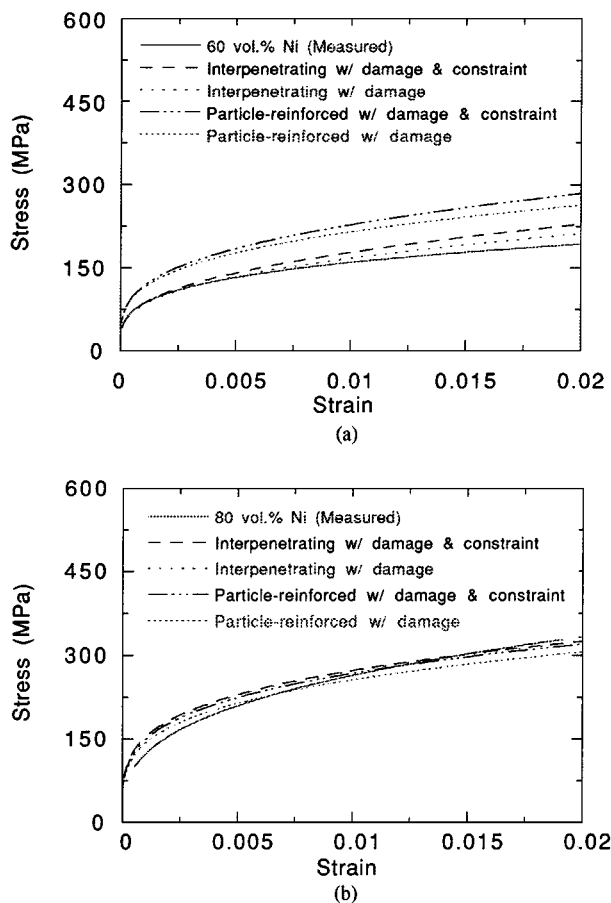 600
60 vol.% Ni (Measured)
Interpenetrating w/ damage & constraint
Interpenetrating w/ damage
Particle-reinforced w/ damage & constraint
Particle-reinforced w/ damage
450
300
150
0
Stress (MPa)
0 0.005 0.01 0.015 0.02
Strain
(a)
600
80 vol.% Ni (Measured)
Interpenetrating w/ damage & constraint
Interpenetrating w/ damage
Particle-reinforced w/ damage & constraint
Particle-reinforced w/ damage
450
300
150
0
Stress (MPa)
0 0.005 0.01 0.015 0.02
Strain
(b)